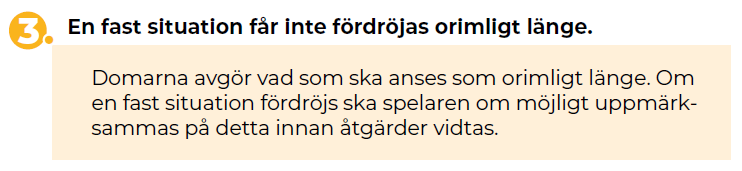 3. En fast situation får inte fördröjas orimligt länge.
Domarna avgör vad som ska anses som orimligt länge. Om
en fast situation fördröjs ska spelaren om möjligt uppmärk-
sammas på detta innan åtgärder vidtas.